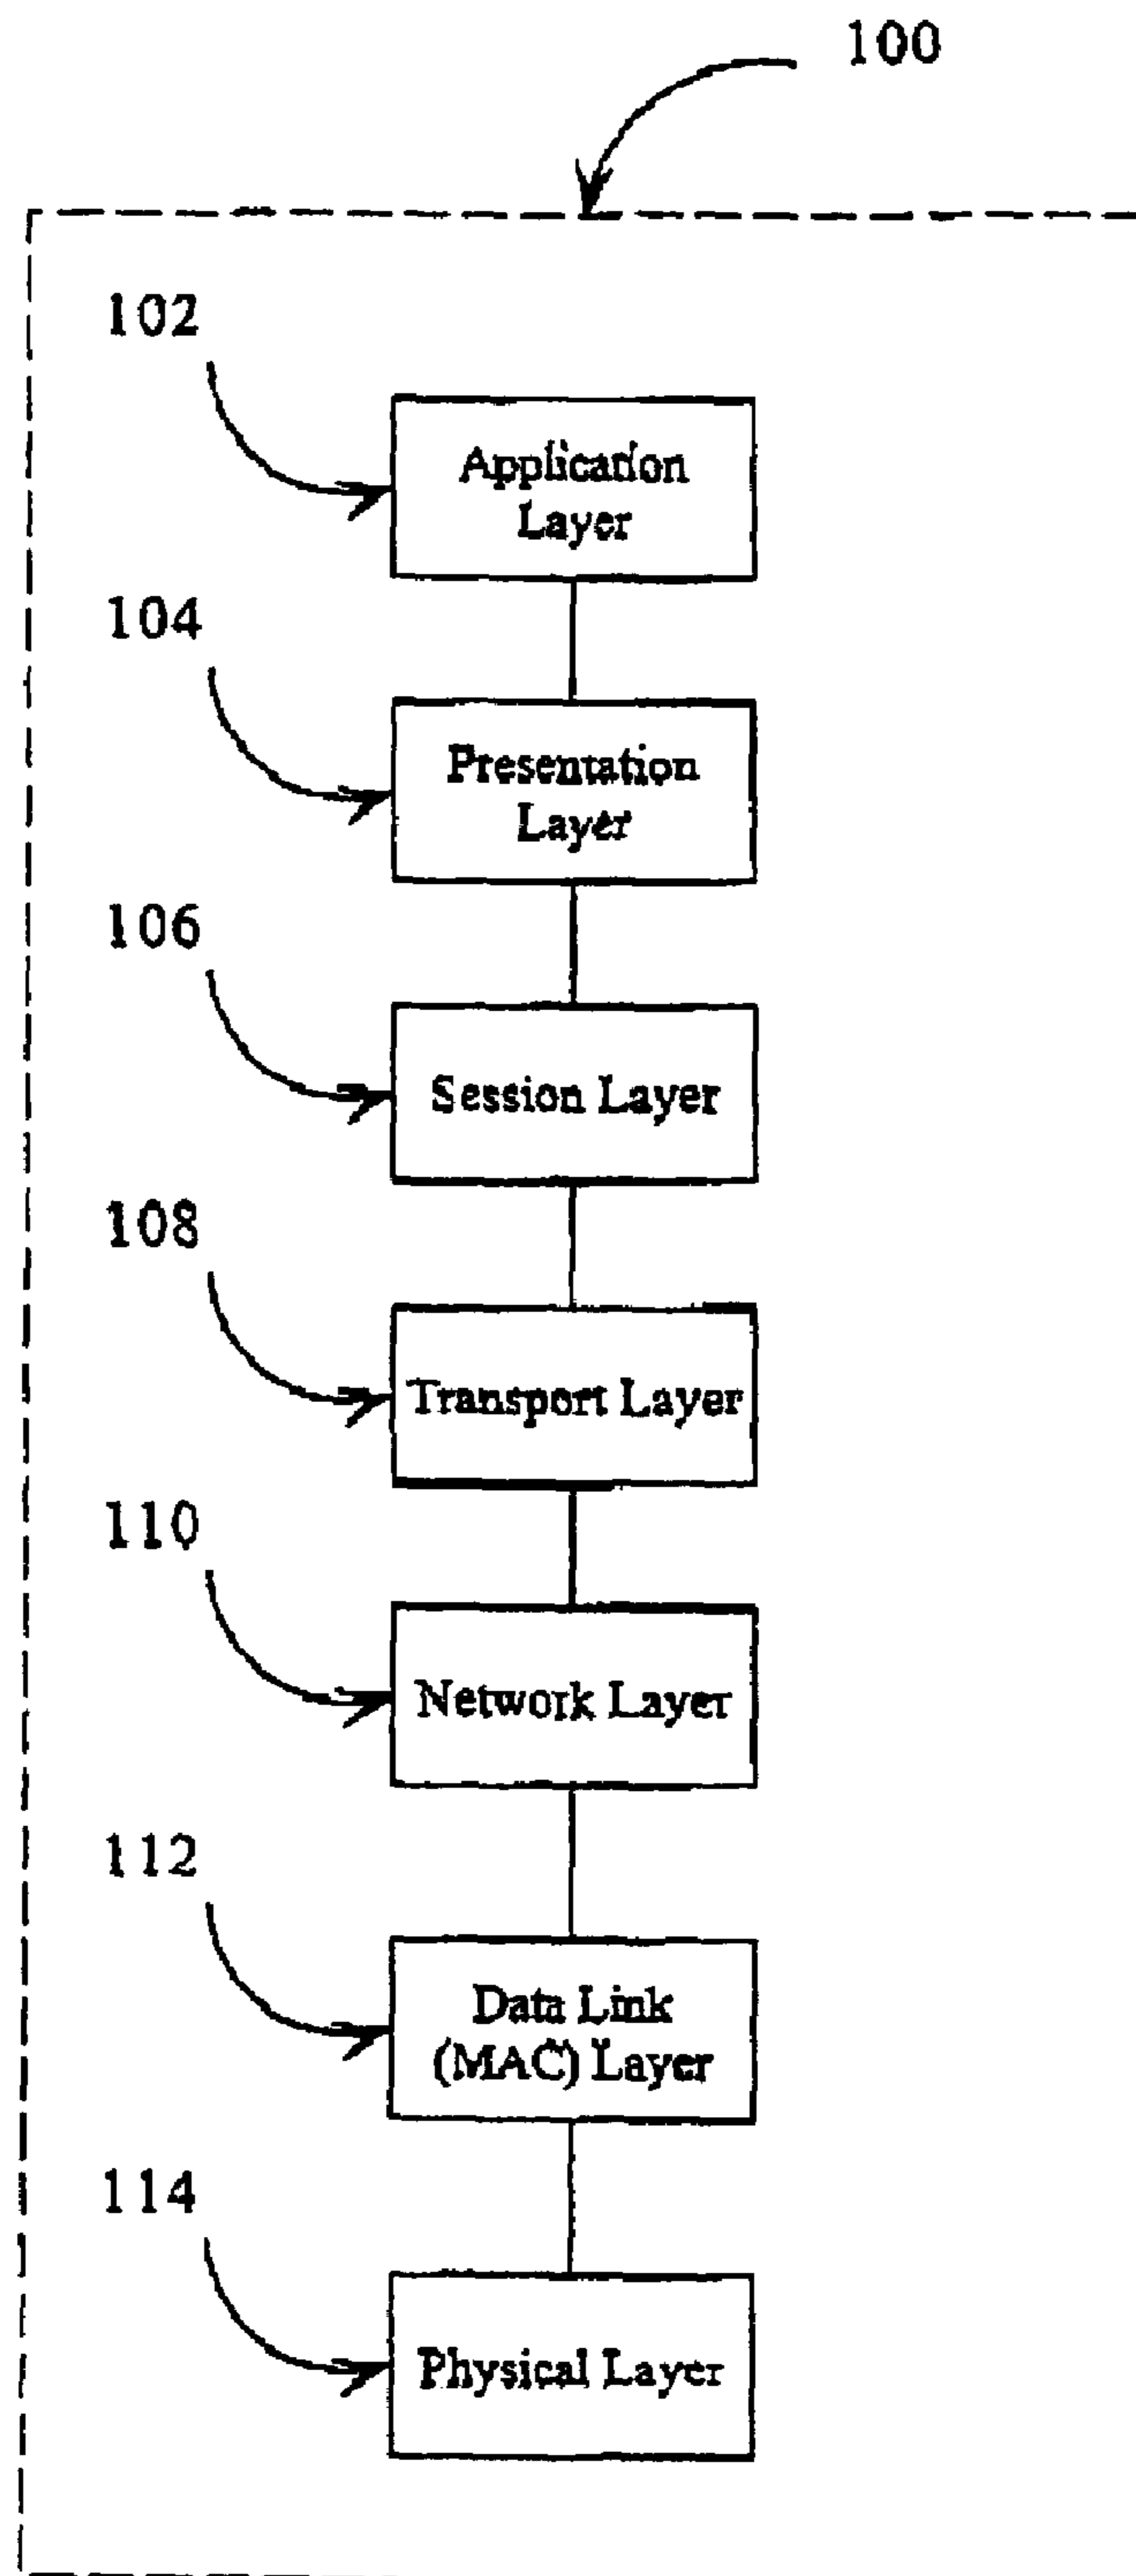 100
102
Application
Layer
104
Presentation
Layer
106
Session Layer
108
Transport Layer
110
Network Layer
112
Data Link
(MAC) Layer
114
Physical Layer